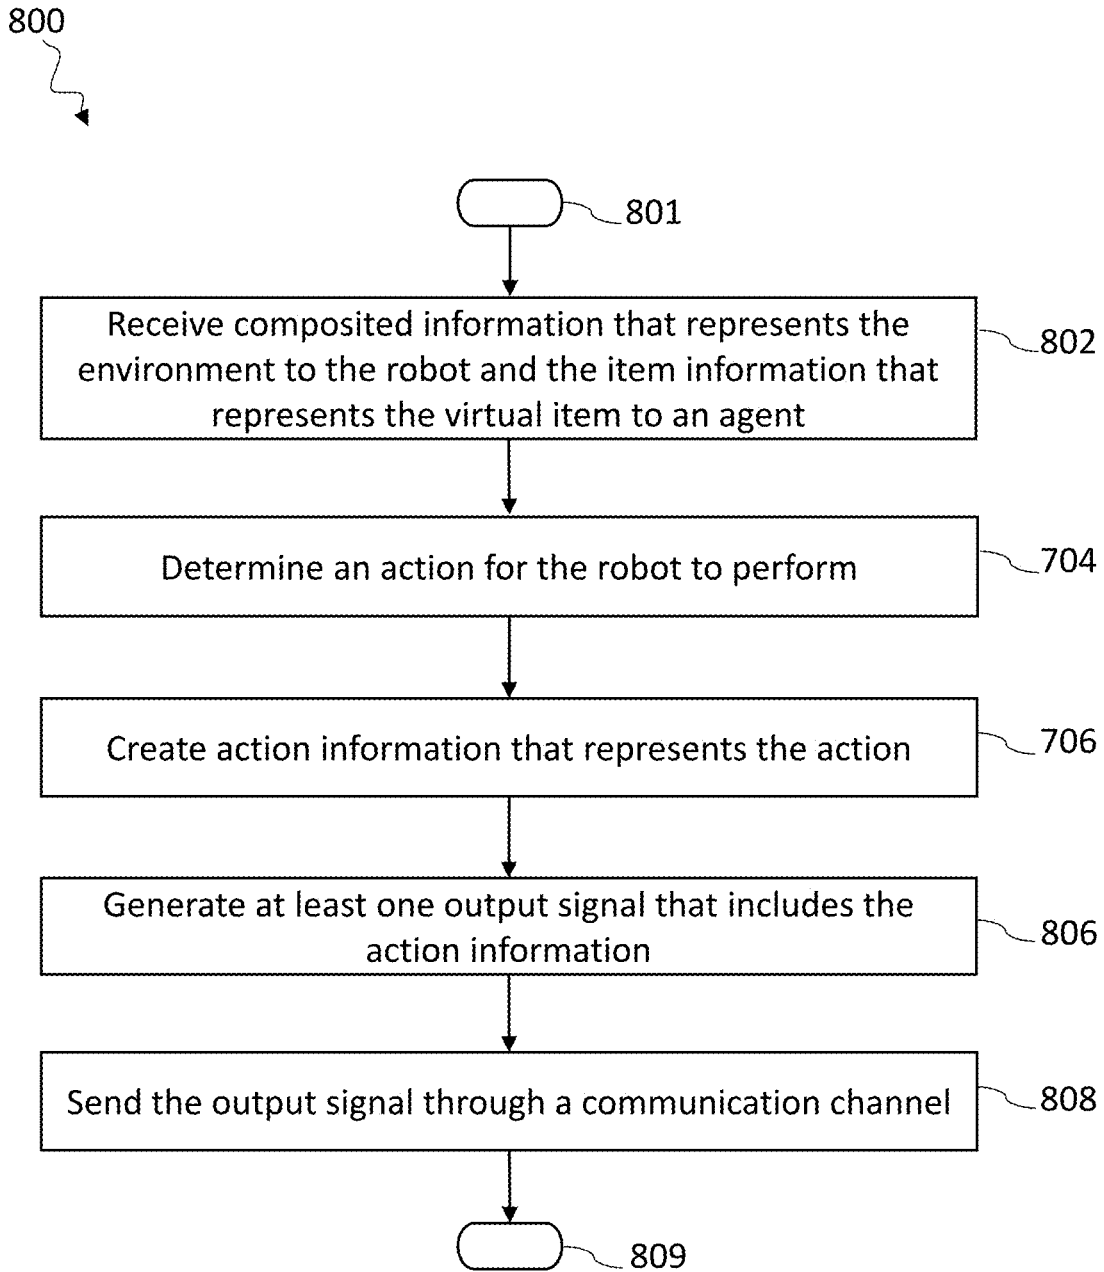 800
801
Receive composited information that represents the
environment to the robot and the item information that
represents the virtual item to an agent
802
Determine an action for the robot to perform
704
Create action information that represents the action
706
Generate at least one output signal that includes the
action information
806
Send the output signal through a communication channel
808
809